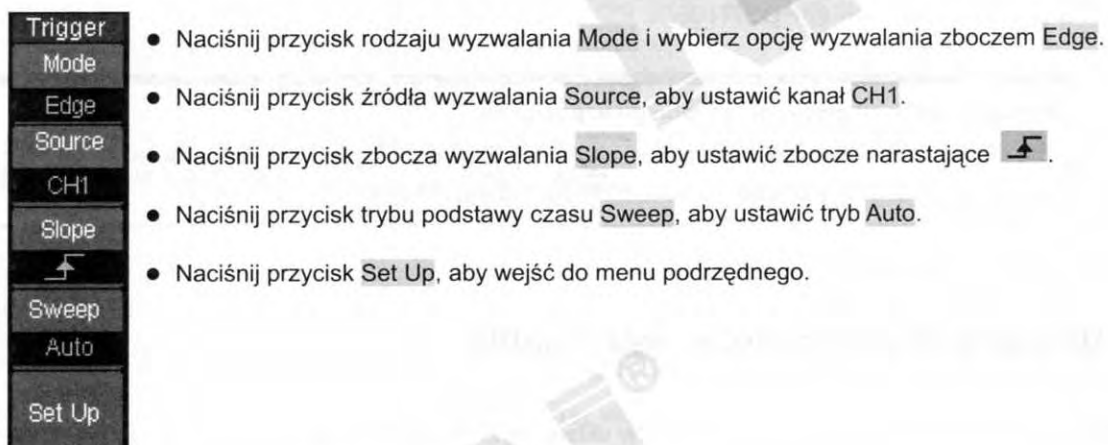 Trigger
Mode
Edge
Source
CH1
Slope
Sweep
Auto
Set Up
● Naciśnij przycisk rodzaju wyzwalania Mode i wybierz opcję wyzwalania zboczem Edge.
● Naciśnij przycisk źródła wyzwalania Source, aby ustawić kanał CH1.
● Naciśnij przycisk zbocza wyzwalania Slope, aby ustawić zbocze narastające .
● Naciśnij przycisk trybu podstawy czasu Sweep, aby ustawić tryb Auto.
● Naciśnij przycisk Set Up, aby wejść do menu podrzędnego.